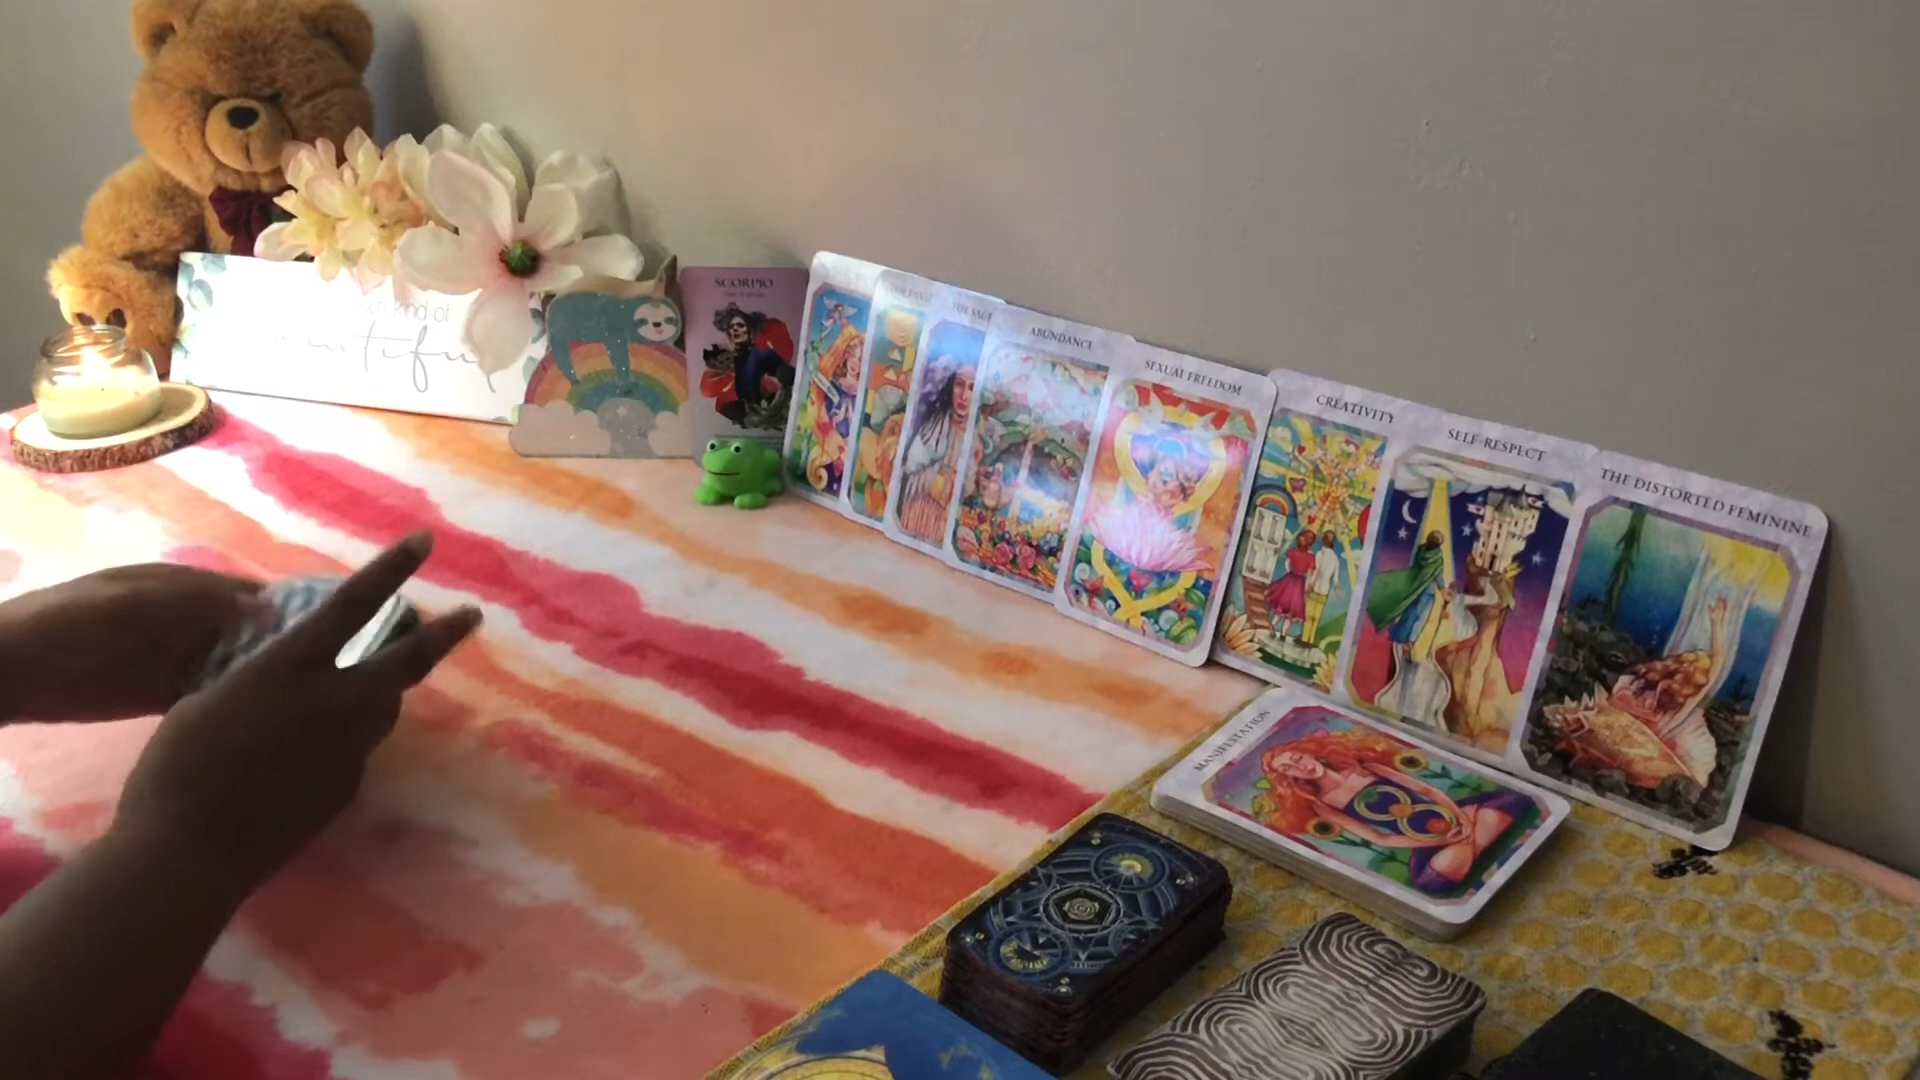 kind of
SCORPIO
ABUNDANCE
SEXUAL FREEDOM
CREATIVITY
SELF-RESPECT
THE DISTORTED FEMININE
MANIFESTATION